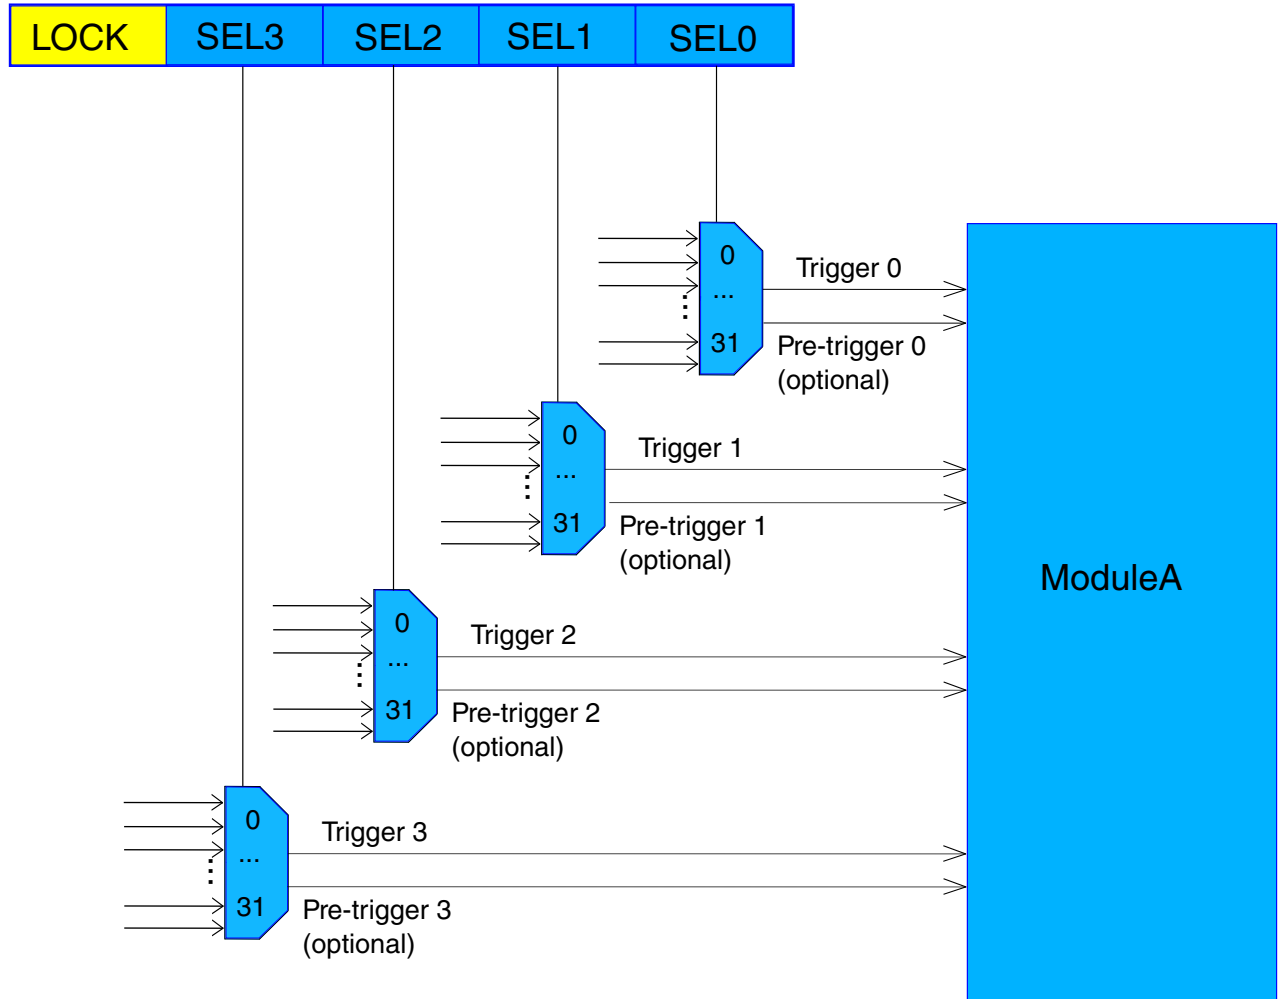 LOCK SEL3 SEL2 SEL1 SEL0
0
...
31
Trigger 0
Pre-trigger 0
(optional)
0
...
31
Trigger 1
Pre-trigger 1
(optional)
ModuleA
0
...
31
Trigger 2
Pre-trigger 2
(optional)
0
...
31
Trigger 3
Pre-trigger 3
(optional)